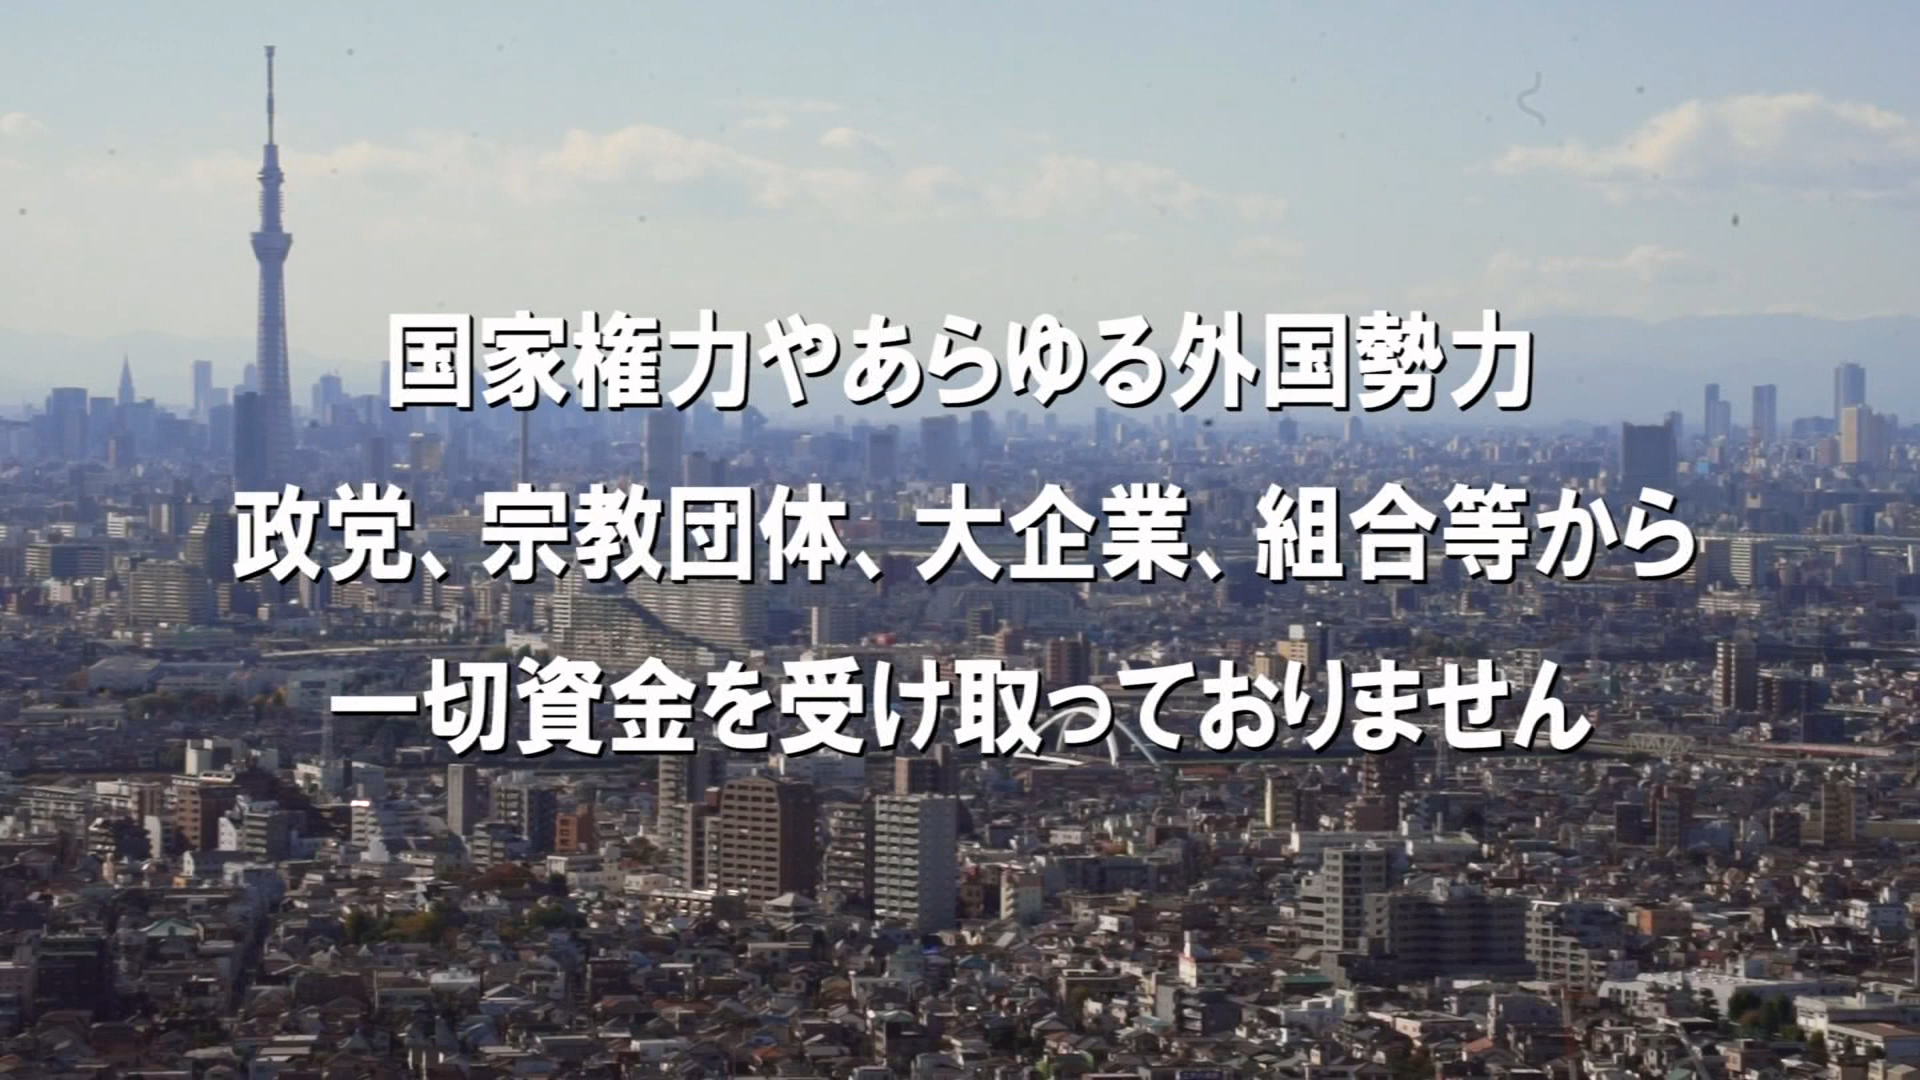 国家権力やあらゆる外国勢力
政党、宗教団体、大企業、組合等から
一切資金を受け取っておりません